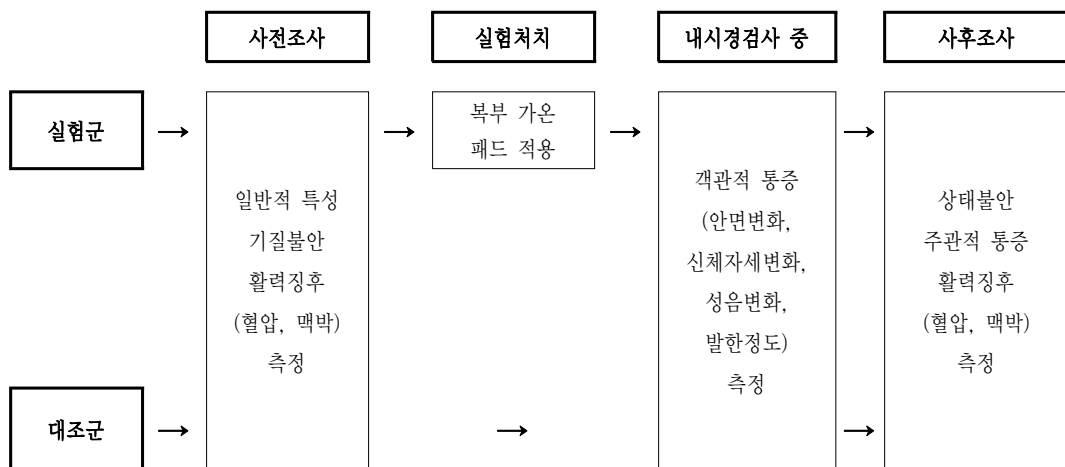 사전조사
실험처치
내시경검사 중
사후조사
실험군
→
→
복부 가온
패드 적용
→
→
일반적 특성
기질불안
활력징후
(혈압, 맥박)
측정
객관적 통증
(안면변화,
신체자세변화,
성음변화,
발한정도)
측정
상태불안
주관적 통증
활력징후
(혈압, 맥박)
측정
대조군
→
→
→